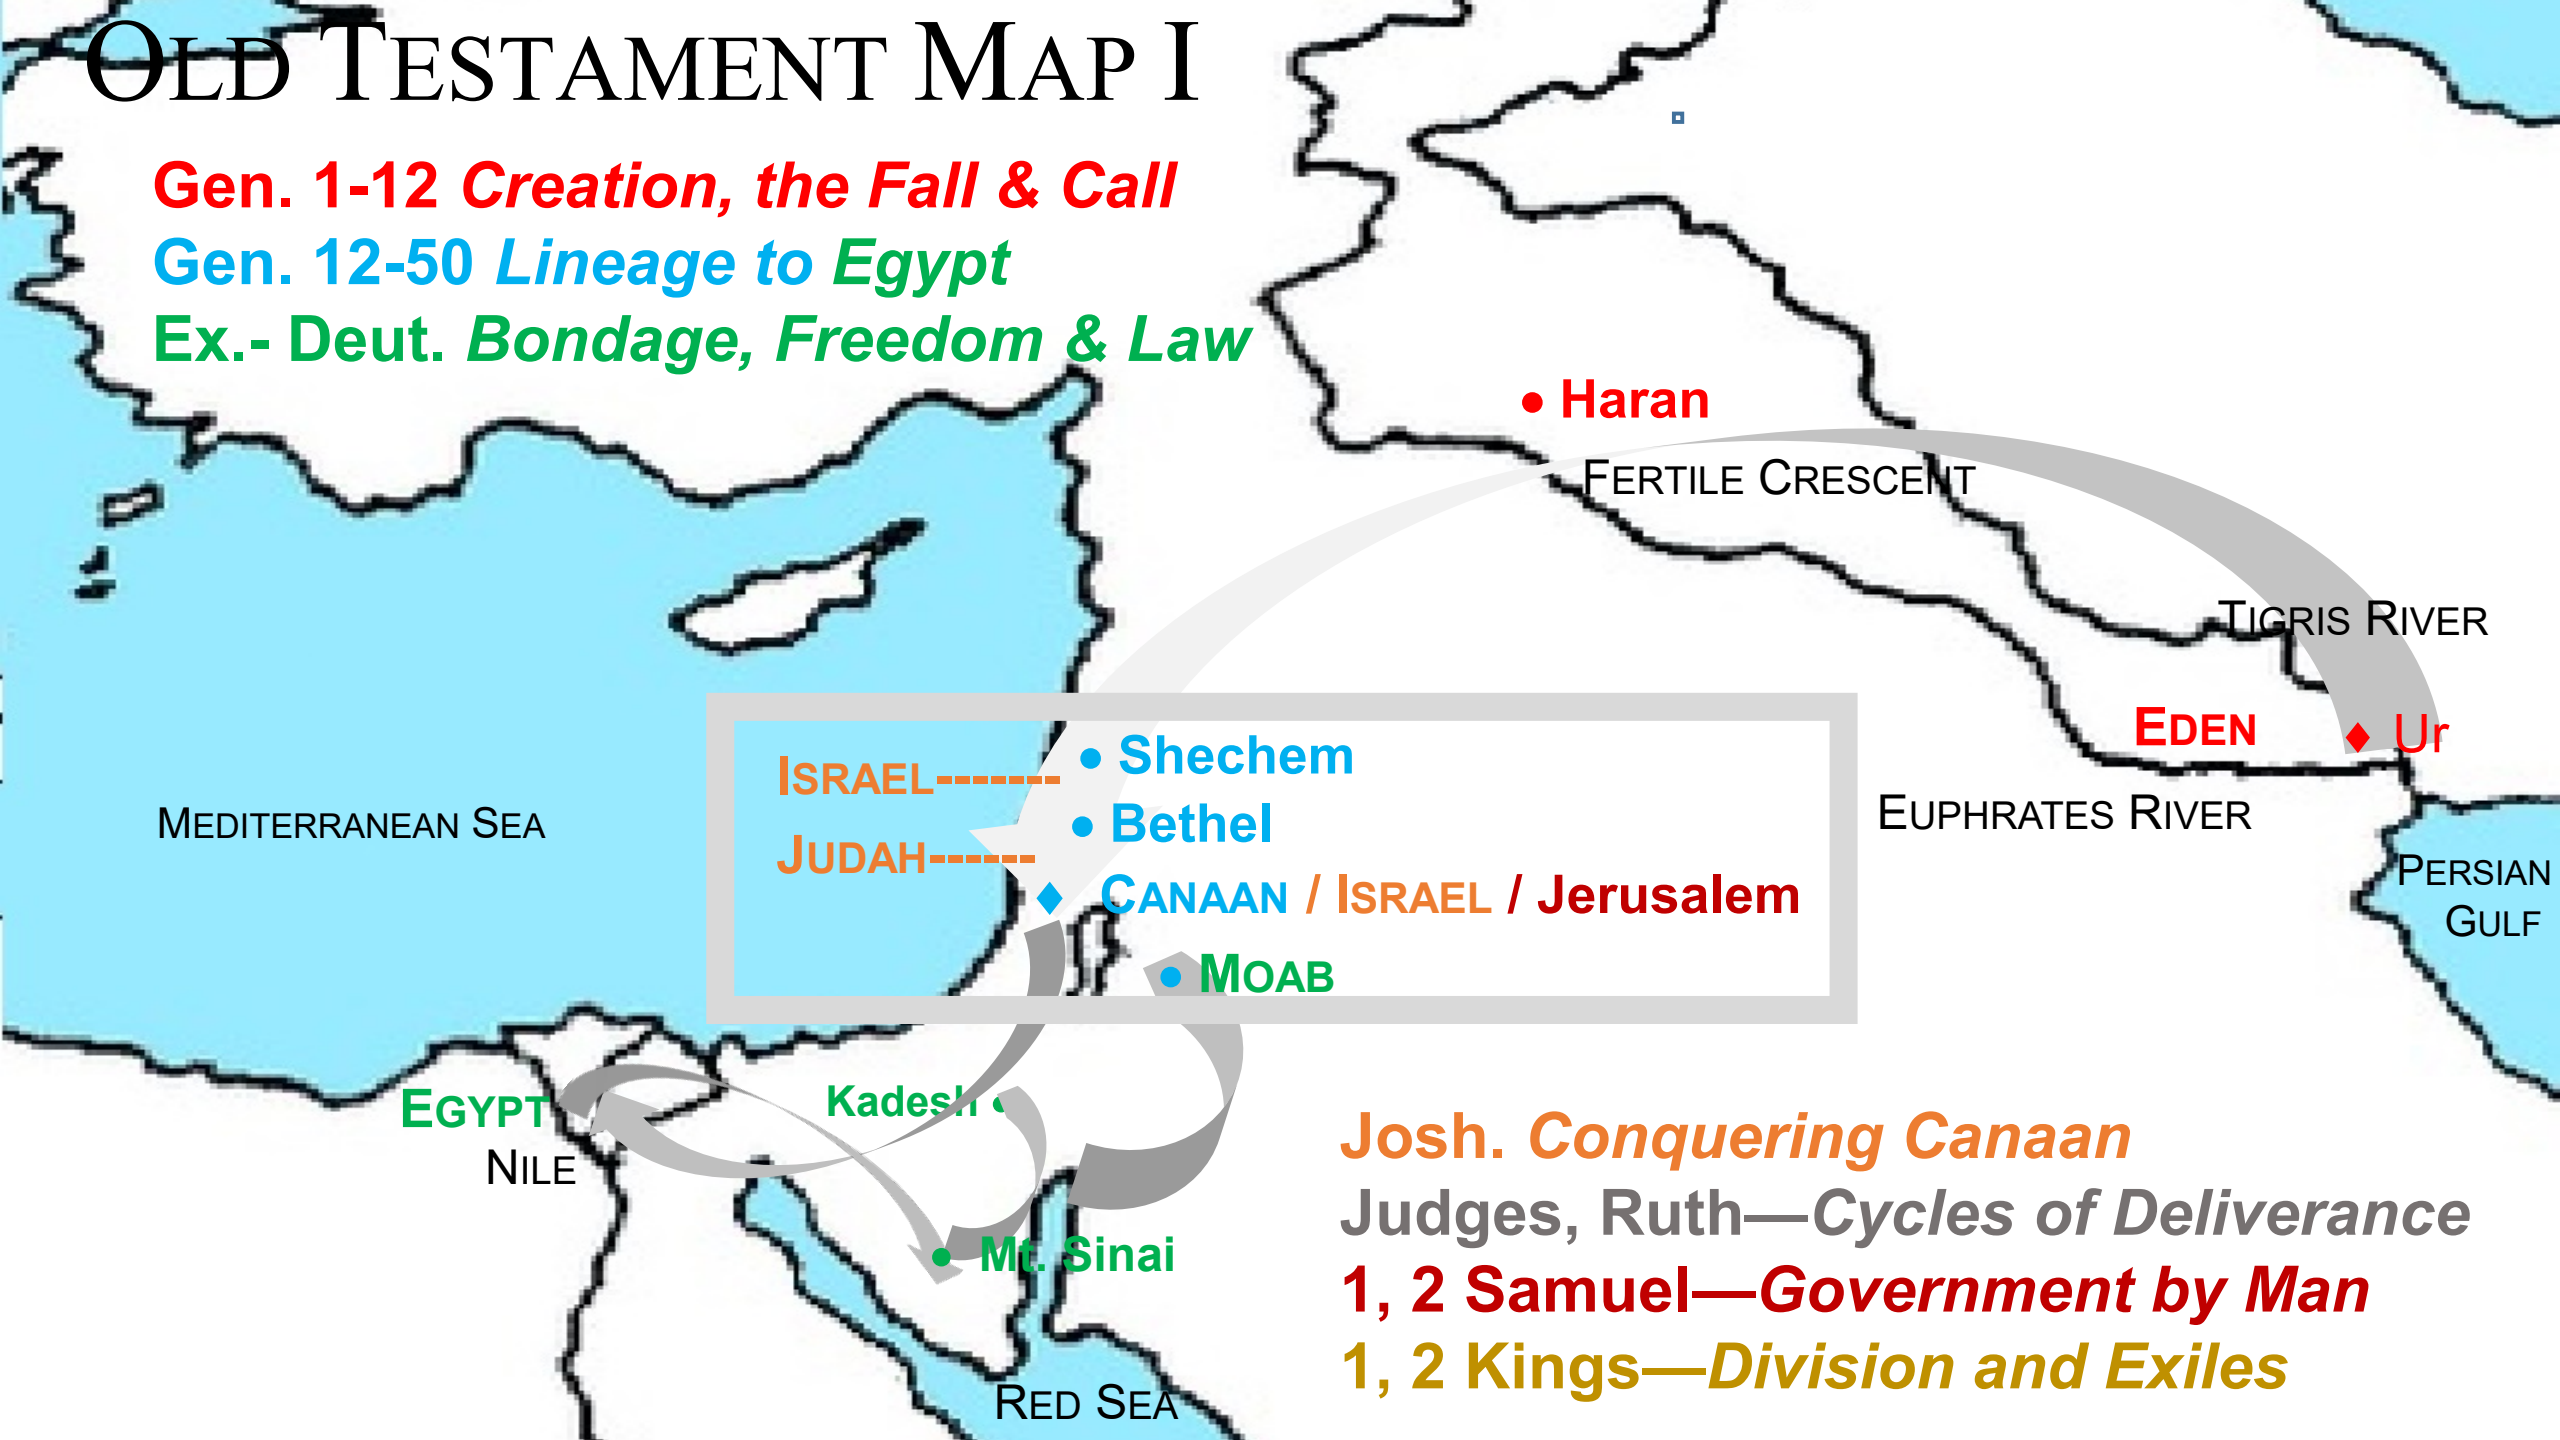 OLD TESTAMENT MAP I
Gen. 1-12 Creation, the Fall & Call
Gen. 12-50 Lineage to Egypt
Ex.- Deut. Bondage, Freedom & Law
Haran
FERTILE CRESCENT
TIGRIS RIVER
EDEN
Ur
EUPHRATES RIVER
PERSIAN
GULF
MEDITERRANEAN SEA
ISRAEL-------
Shechem
Bethel
JUDAH------
CANAAN / ISRAEL / Jerusalem
MOAB
EGYPT
NILE
Kadesh
Mt. Sinai
RED SEA
Josh. Conquering Canaan
Judges, Ruth—Cycles of Deliverance
1, 2 Samuel—Government by Man
1, 2 Kings—Division and Exiles